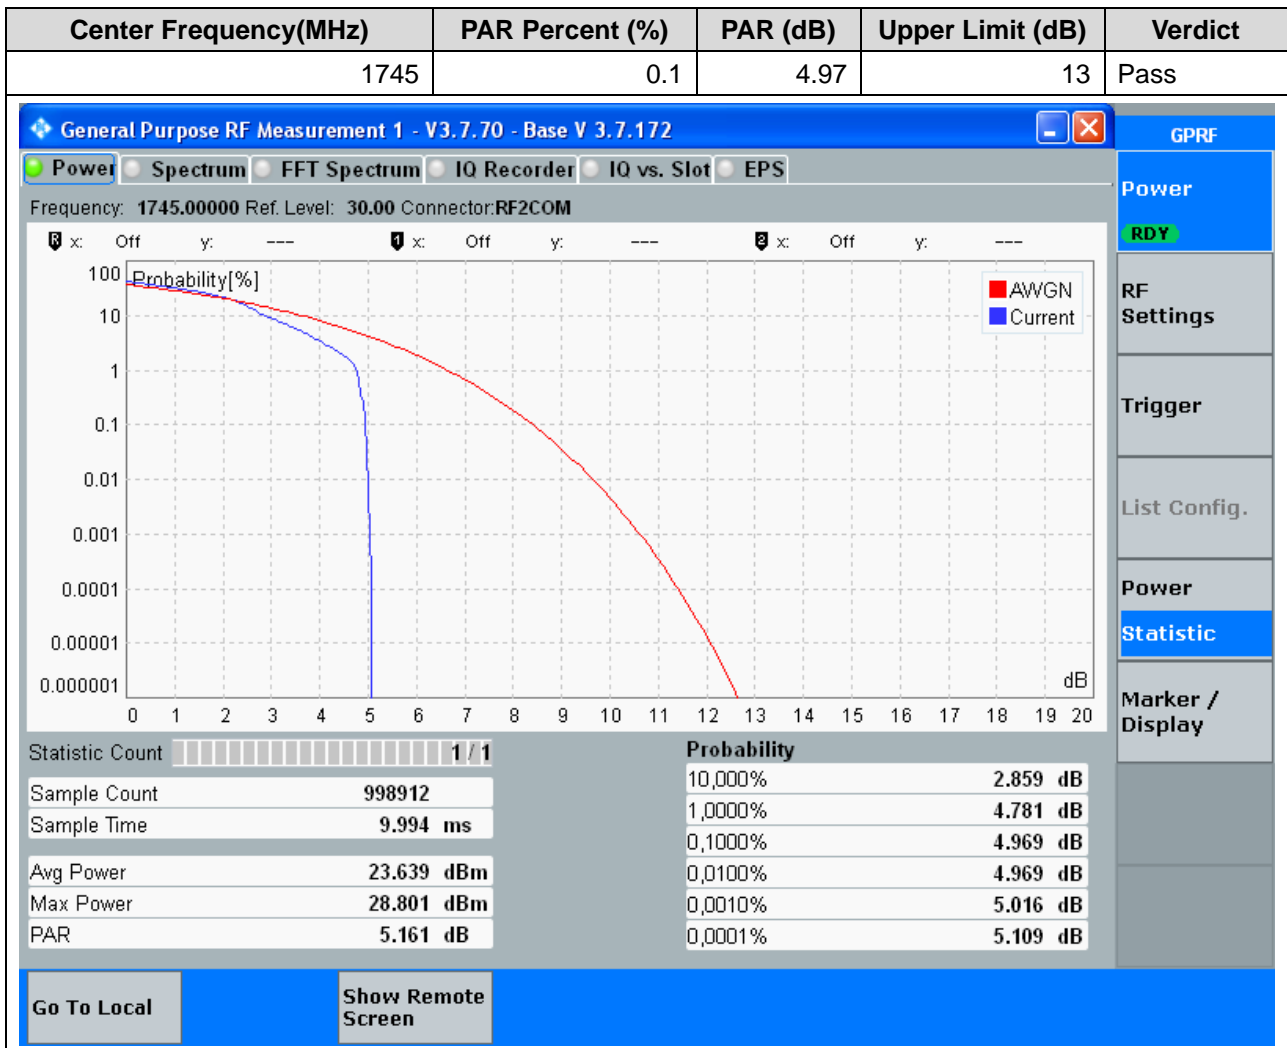 Center Frequency(MHz) PAR Percent (%) PAR (dB) Upper Limit (dB) Verdict
1745 0.1 4.97 13 Pass
General Purpose RF Measurement 1 - V3.7.70 - Base V 3.7.172
GPRF
Power Spectrum FFT Spectrum IQ Recorder IQ vs. Slot EPS
Frequency: 1745.00000 Ref. Level: 30.00 Connector:RF2COM
R x: Off y: --- 1 x: Off y: --- 2 x: Off y: ---
Probability[%]
AWGN
Current
100
10
1
0.1
0.01
0.001
0.0001
0.00001
0.000001
dB
0 1 2 3 4 5 6 7 8 9 10 11 12 13 14 15 16 17 18 19 20
Statistic Count 1 / 1
Sample Count 998912
Sample Time 9.994 ms
Avg Power 23.639 dBm
Max Power 28.801 dBm
PAR 5.161 dB
Probability
10,000% 2.859 dB
1,0000% 4.781 dB
0,1000% 4.969 dB
0,0100% 4.969 dB
0,0010% 5.016 dB
0,0001% 5.109 dB
Power
RDY
RF
Settings
Trigger
List Config.
Power
Statistic
Marker /
Display
Go To Local
Show Remote
Screen